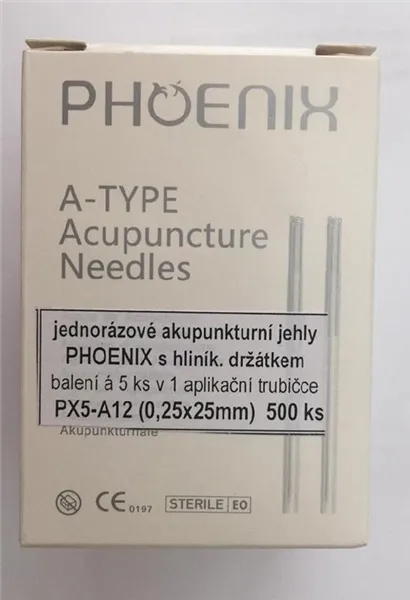 PHOENIX
A-TYPE
Acupuncture
Needles
jednorázové akupunkturní jehly
PHOENIX s hliník. držátkem
balení á 5 ks v 1 aplikační trubičce
PX5-A12 (0,25x25mm) 500 ks
CE 0197 STERILE EO